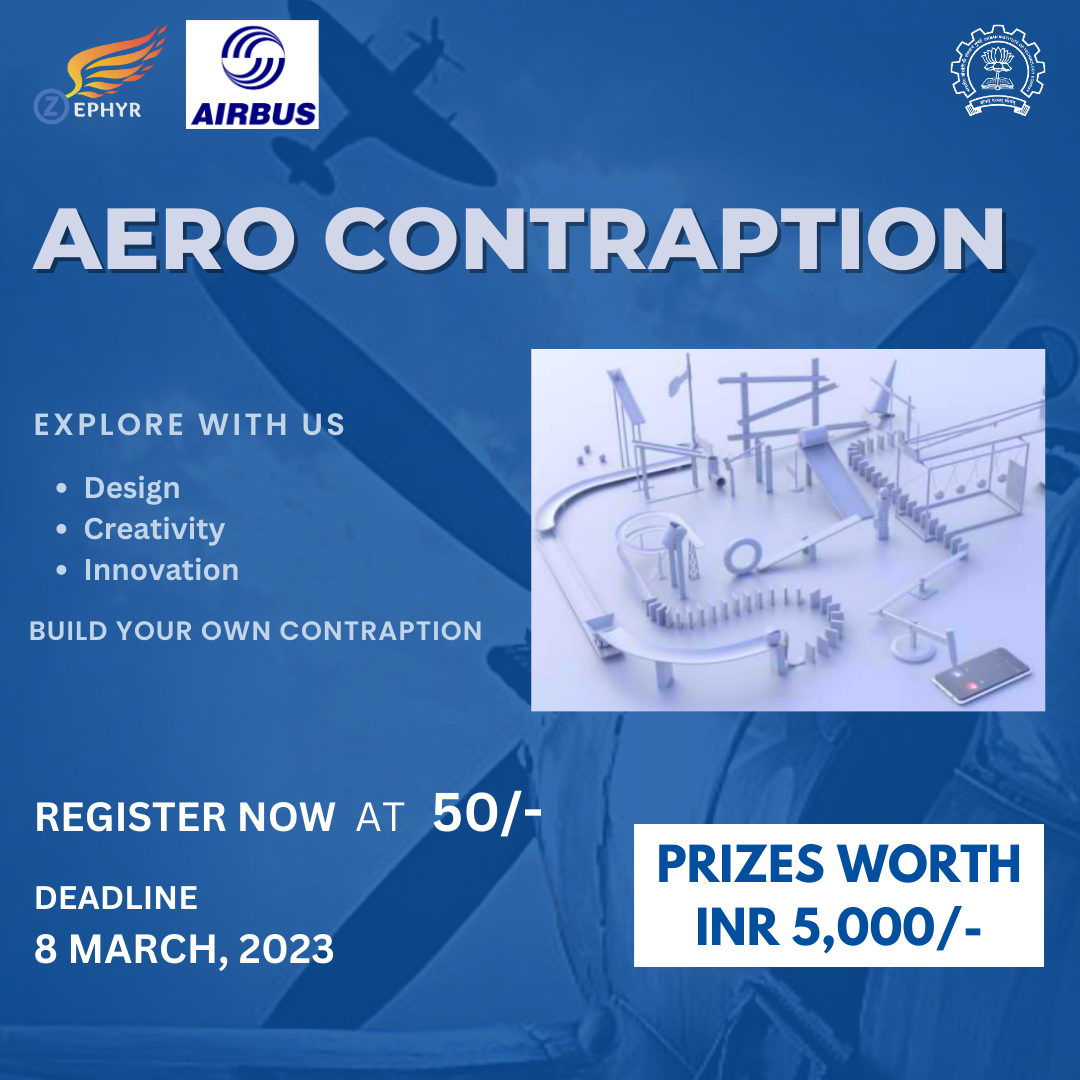 ZEPHYR
AIRBUS
AERO CONTRAPTION
EXPLORE WITH US
• Design
• Creativity
• Innovation
BUILD YOUR OWN CONTRAPTION
REGISTER NOW AT 50/-
DEADLINE
8 MARCH, 2023
PRIZES WORTH
INR 5,000/-